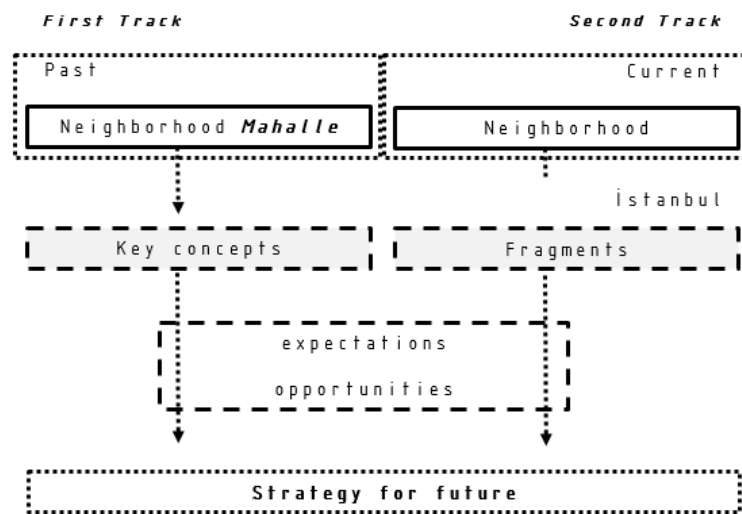 First Track
Second Track
Past
Current
Neighborhood Mahalle
Neighborhood
İstanbul
Key concepts
Fragments
expectations
opportunities
Strategy for future